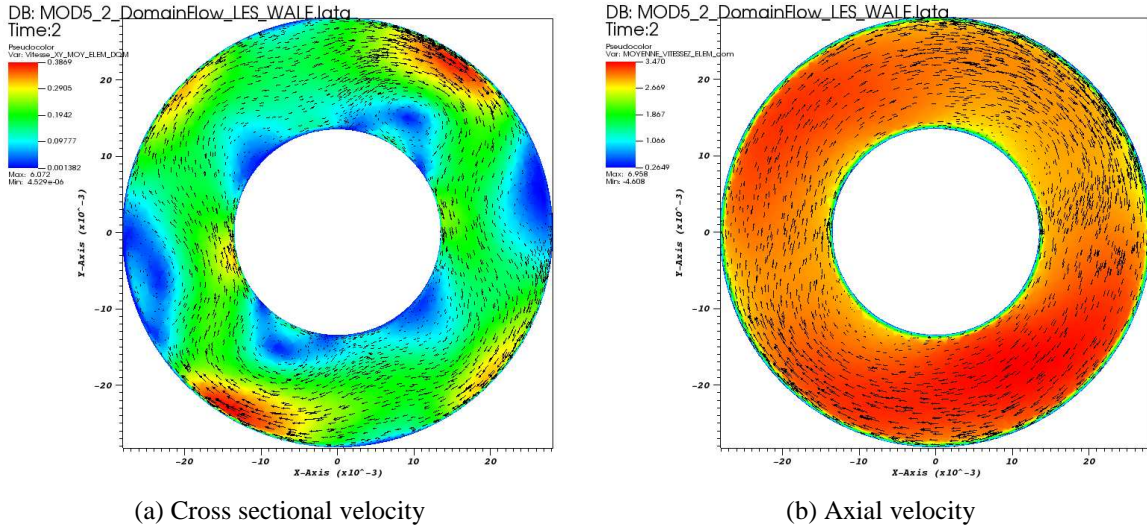 DB: MOD5_2_DomainFlow_LES_WALE.lata
Time:2
Pseudocolor
Var: Vitesse_XY_MOY_ELEM_DOM
0.3869
0.2905
0.1942
0.09777
0.001382
Max: 6.072
Min: 4.529e-06
20
10
0
-10
-20
Y-Axis (x10^-3)
-20
-10
0
10
20
X-Axis (x10^-3)
(a) Cross sectional velocity
DB: MOD5_2_DomainFlow_LES_WALE.lata
Time:2
Pseudocolor
Var: MOYENNE_VITESSEZ_ELEM_dom
3.470
2.669
1.867
1.066
0.2649
Max: 6.958
Min: -4.608
20
10
0
-10
-20
Y-Axis (x10^-3)
-20
-10
0
10
20
X-Axis (x10^-3)
(b) Axial velocity